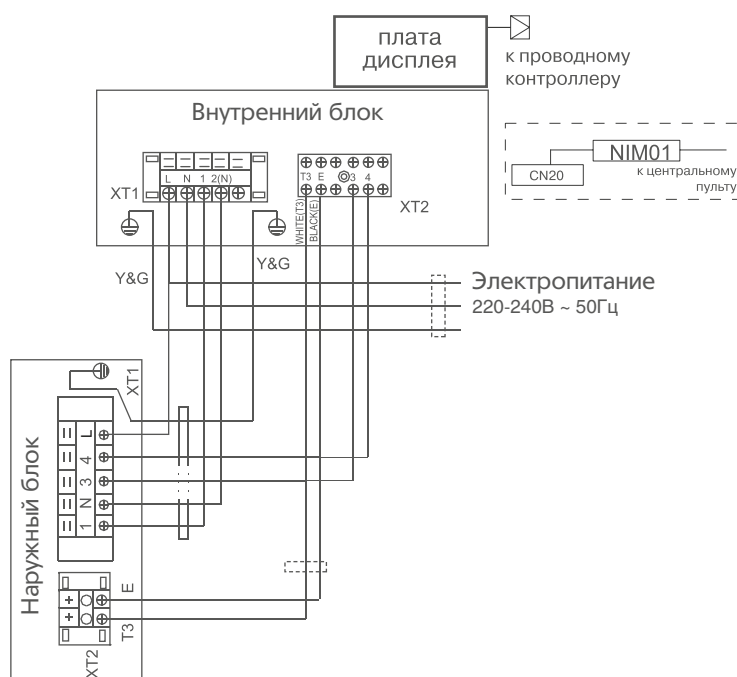 плата
дисплея
к проводному
контроллеру
Внутренний блок
NIM01
CN20
к центральному
пульту
L N 1 2(N)
XT1
T3 E 3 4
XT2
WHITE(T3)
BLACK(E)
Y&G
Y&G
Электропитание
220-240В ~ 50Гц
XT1
Наружный блок
L
4
3
N
1
E
T3
XT2